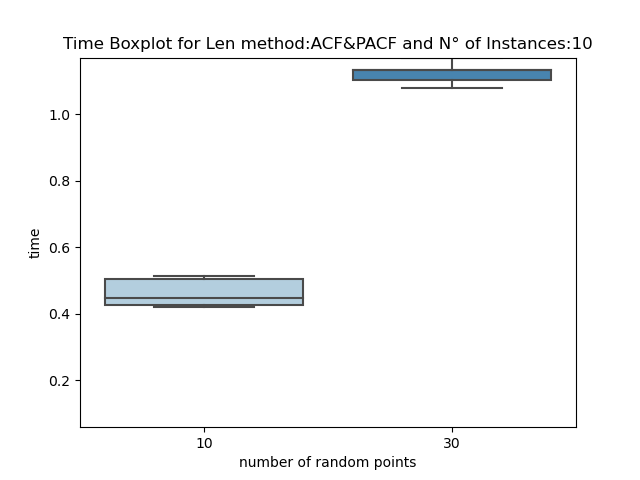 Time Boxplot for Len method:ACF&PACF and N° of Instances:10
1.0
0.8
0.6
0.4
0.2
time
10 30
number of random points